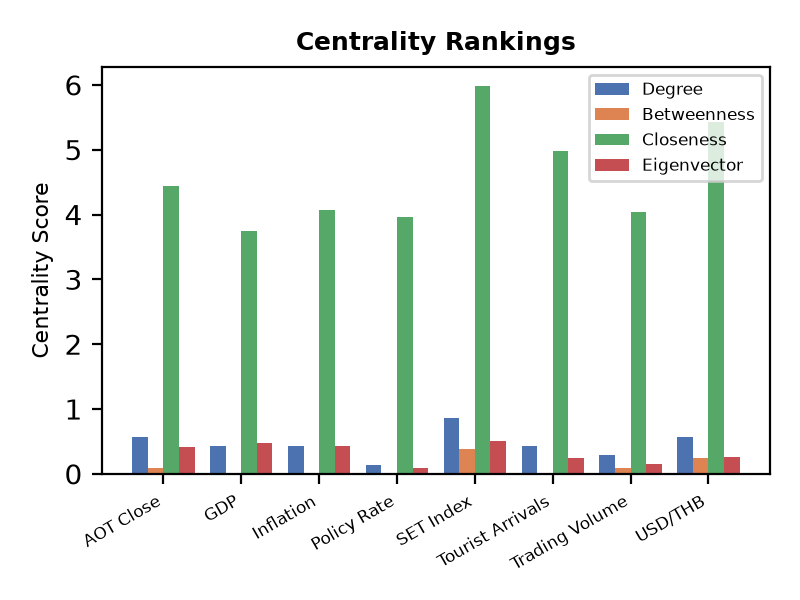 Centrality Rankings
Centrality Score
6
5
4
3
2
1
0
Degree
Betweenness
Closeness
Eigenvector
AOT Close
GDP
Inflation
Policy Rate
SET Index
Tourist Arrivals
Trading Volume
USD/THB